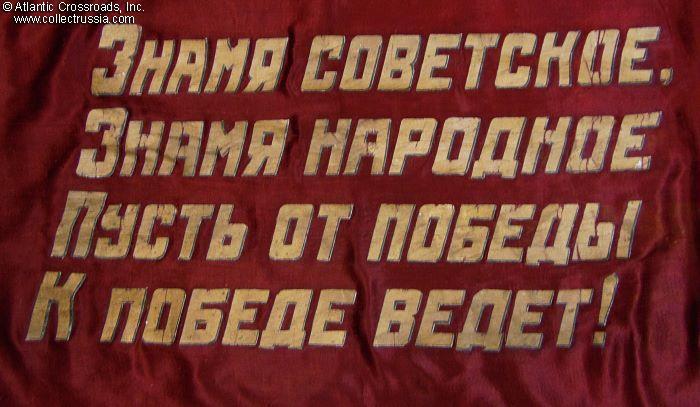 © Atlantic Crossroads, Inc.
www.collectrussia.com
Знамя советское,
Знамя народное
Пусть от победы
К победе ведет!